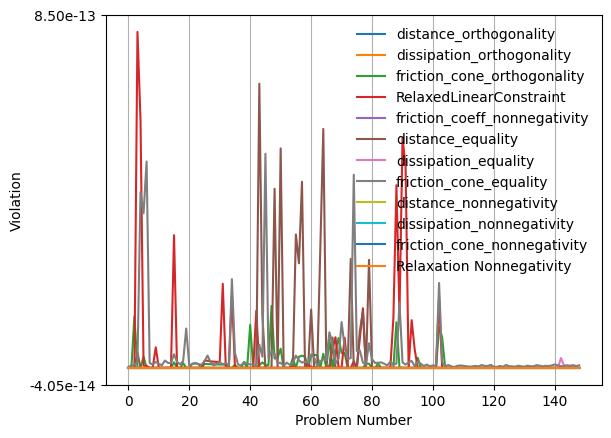 8.50e-13
distance_orthogonality
dissipation_orthogonality
friction_cone_orthogonality
RelaxedLinearConstraint
friction_coeff_nonnegativity
distance_equality
dissipation_equality
friction_cone_equality
distance_nonnegativity
dissipation_nonnegativity
friction_cone_nonnegativity
Relaxation Nonnegativity
Violation
-4.05e-14
0 20 40 60 80 100 120 140
Problem Number